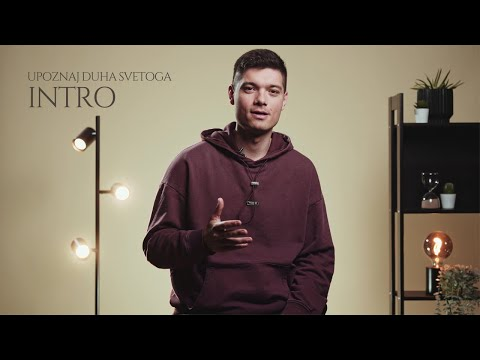 UPOZNAJ DUHA SVETOGA
INTRO